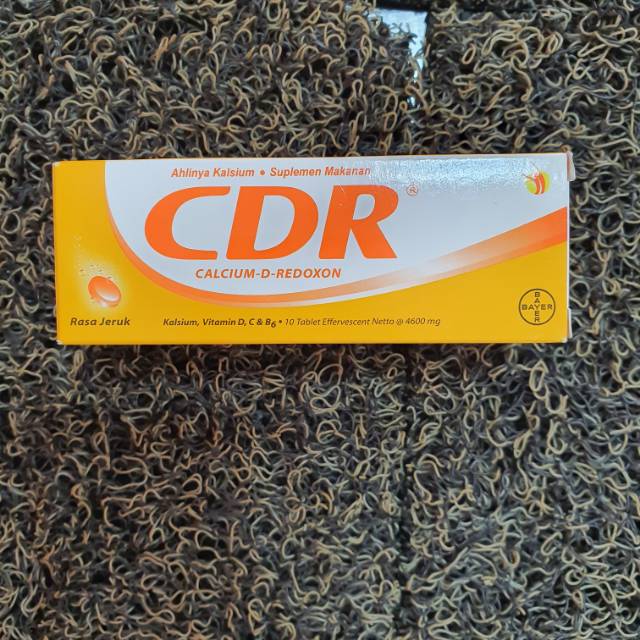 Ahlinya Kalsium • Suplemen Makanan
CDR®
CALCIUM-D-REDOXON
Rasa Jeruk
Kalsium, Vitamin D, C & B6 • 10 Tablet Effervescent Netto @ 4600 mg
BAYER
BAYER